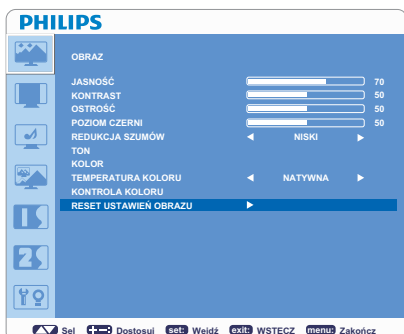 PHILIPS
OBRAZ
JASNOŚĆ 70
KONTRAST 50
OSTROŚĆ 50
POZIOM CZERNI 50
REDUKCJA SZUMÓW NISKI
TON
KOLOR
TEMPERATURA KOLORU NATYWNA
KONTROLA KOLORU
RESET USTAWIEŃ OBRAZU
Sel Dostosuj set: Wejdź exit: WSTECZ menu: Zakończ